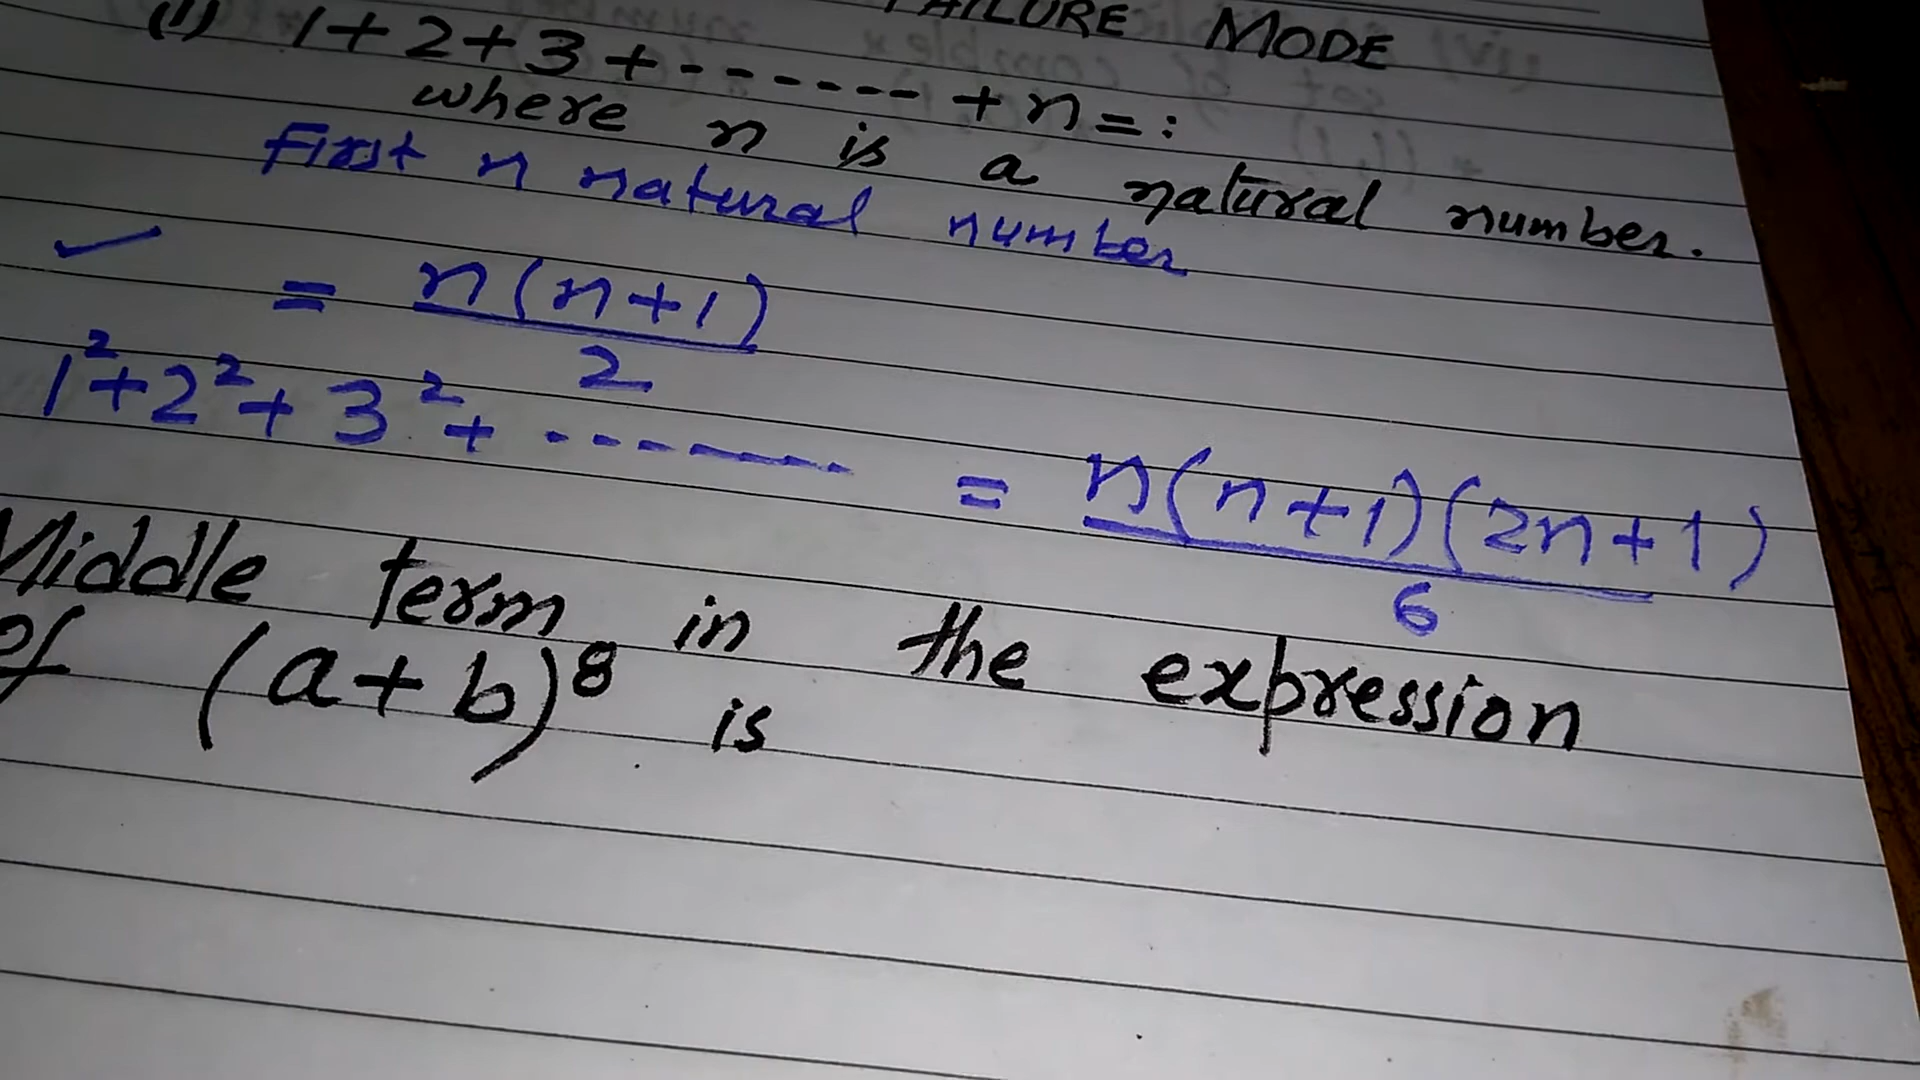 FAILURE MODE
(1) 1+2+3+------+n=:
where n is a natural number.
First n natural number
= n(n+1)
2
1²+2²+3²+------- = n(n+1)(2n+1)
6
Middle term in the expression
of (a+b)⁸ is